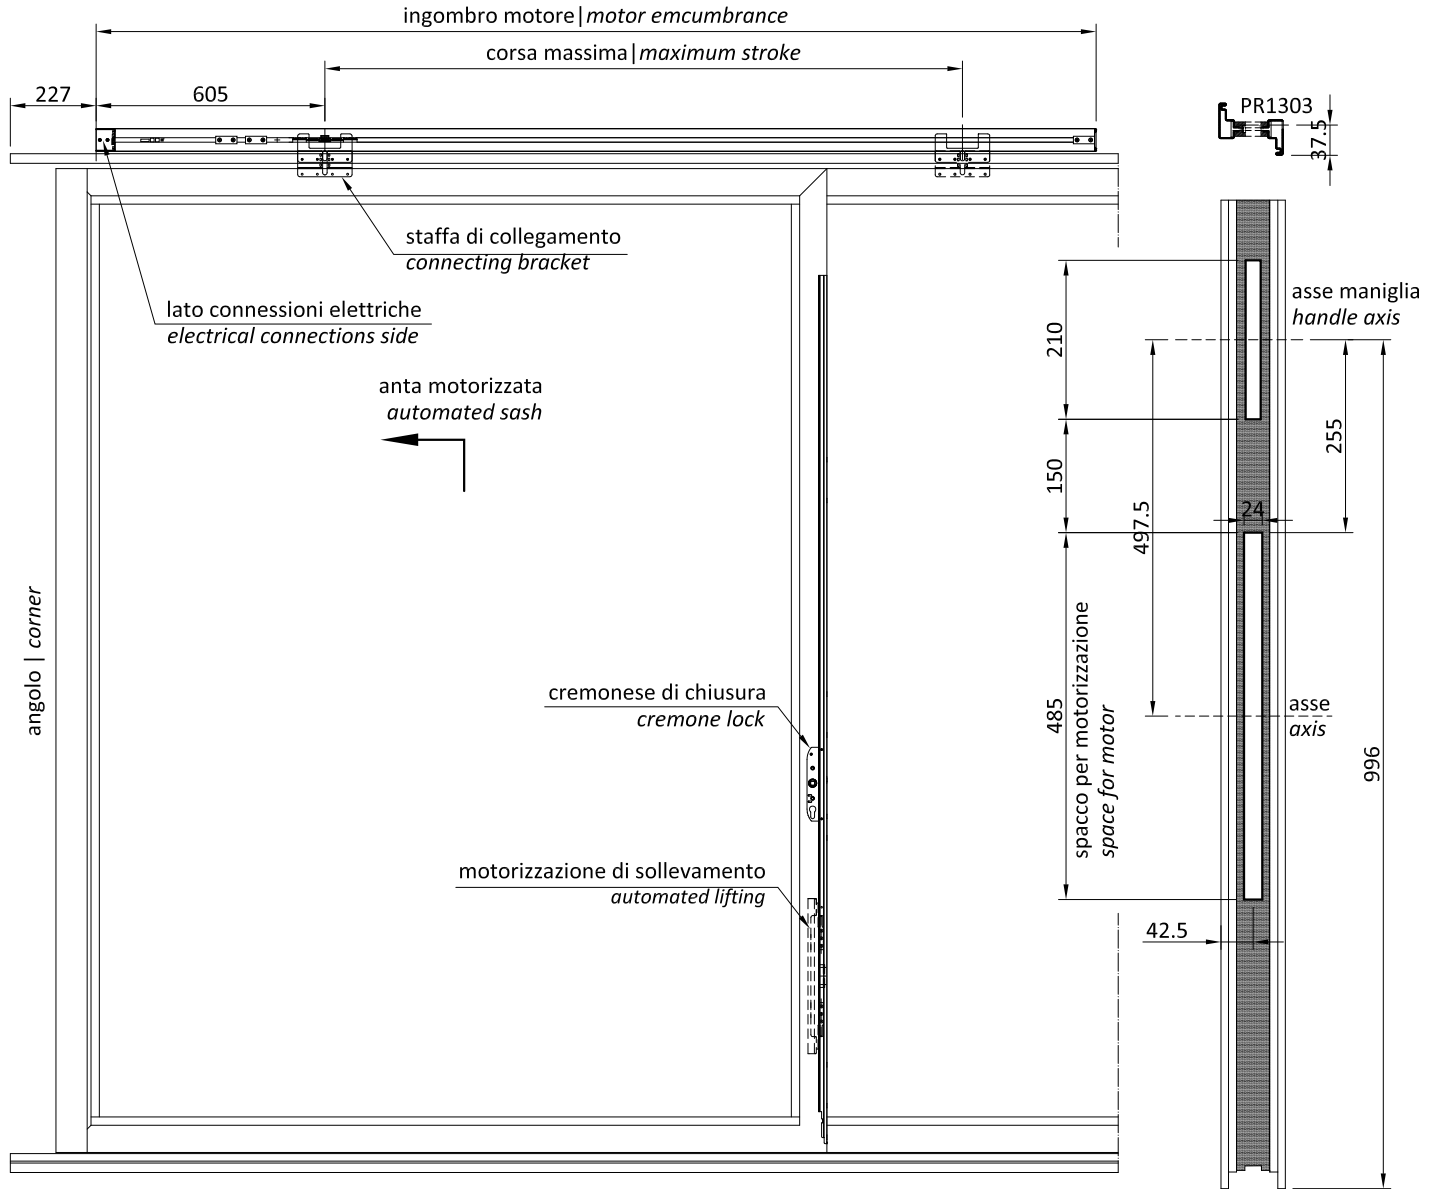 ingombro motore|motor emcumbrance
corsa massima|maximum stroke
227
605
PR1303
37.5
staffa di collegamento
connecting bracket
lato connessioni elettriche
electrical connections side
asse maniglia
handle axis
210
anta motorizzata
automated sash
255
150
497.5
24
angolo | corner
cremonese di chiusura
cremone lock
485
spacco per motorizzazione
space for motor
asse
axis
996
motorizzazione di sollevamento
automated lifting
42.5